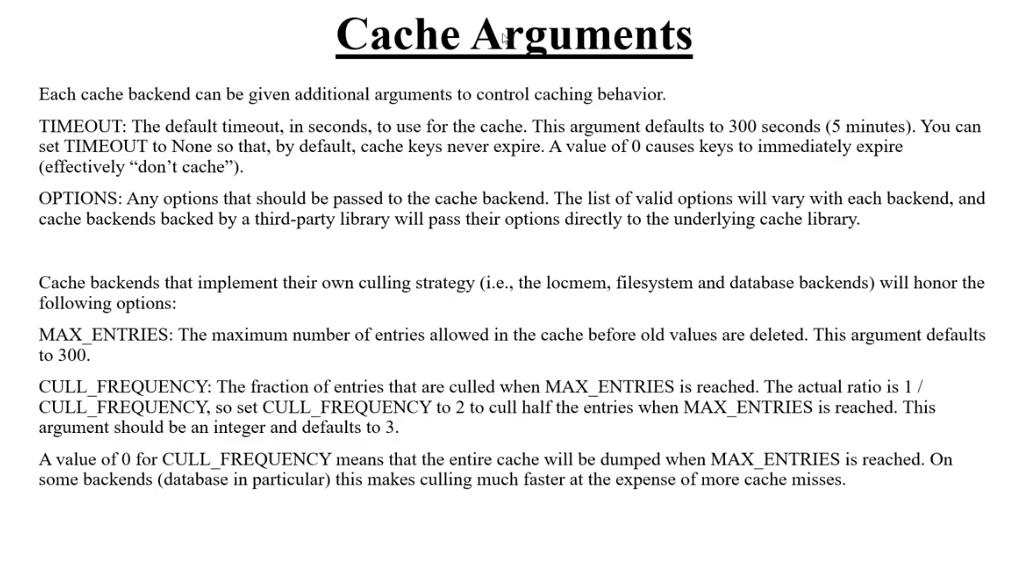 Cache Arguments
Each cache backend can be given additional arguments to control caching behavior.
TIMEOUT: The default timeout, in seconds, to use for the cache. This argument defaults to 300 seconds (5 minutes). You can
set TIMEOUT to None so that, by default, cache keys never expire. A value of 0 causes keys to immediately expire
(effectively “don’t cache”).
OPTIONS: Any options that should be passed to the cache backend. The list of valid options will vary with each backend, and
cache backends backed by a third-party library will pass their options directly to the underlying cache library.
Cache backends that implement their own culling strategy (i.e., the locmem, filesystem and database backends) will honor the
following options:
MAX_ENTRIES: The maximum number of entries allowed in the cache before old values are deleted. This argument defaults
to 300.
CULL_FREQUENCY: The fraction of entries that are culled when MAX_ENTRIES is reached. The actual ratio is 1 /
CULL_FREQUENCY, so set CULL_FREQUENCY to 2 to cull half the entries when MAX_ENTRIES is reached. This
argument should be an integer and defaults to 3.
A value of 0 for CULL_FREQUENCY means that the entire cache will be dumped when MAX_ENTRIES is reached. On
some backends (database in particular) this makes culling much faster at the expense of more cache misses.